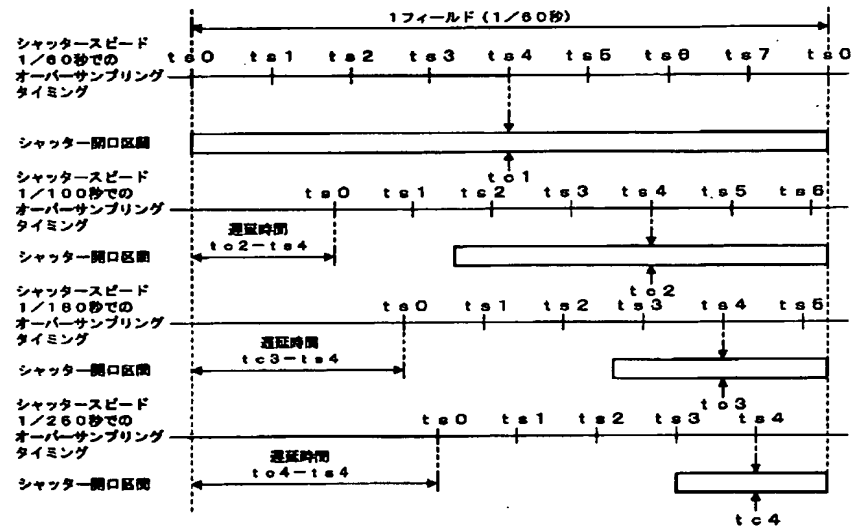 1フィールド(1/60秒)
シャッタースピード
1/60秒での
オーバーサンプリング
タイミング
ts0 ts1 ts2 ts3 ts4 ts5 ts6 ts7 ts0
シャッター開口区間
tc1
シャッタースピード
1/100秒での
オーバーサンプリング
タイミング
ts0 ts1 ts2 ts3 ts4 ts5 ts6
遅延時間
tc2-ts4
シャッター開口区間
tc2
シャッタースピード
1/180秒での
オーバーサンプリング
タイミング
ts0 ts1 ts2 ts3 ts4 ts5
遅延時間
tc3-ts4
シャッター開口区間
tc3
シャッタースピード
1/250秒での
オーバーサンプリング
タイミング
ts0 ts1 ts2 ts3 ts4
遅延時間
tc4-ts4
シャッター開口区間
tc4